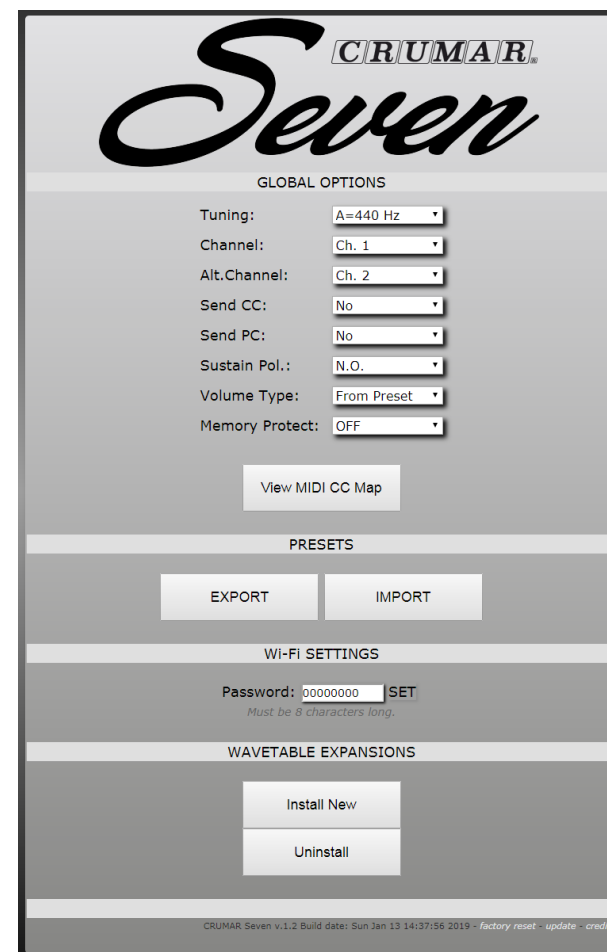 CRUMAR
Seven
GLOBAL OPTIONS
Tuning: A=440 Hz
Channel: Ch. 1
Alt.Channel: Ch. 2
Send CC: No
Send PC: No
Sustain Pol.: N.O.
Volume Type: From Preset
Memory Protect: OFF
View MIDI CC Map
PRESETS
EXPORT IMPORT
Wi-Fi SETTINGS
Password: 00000000 SET
Must be 8 characters long.
WAVETABLE EXPANSIONS
Install New
Uninstall
CRUMAR Seven v.1.2 Build date: Sun Jan 13 14:37:56 2019 - factory reset - update - credi